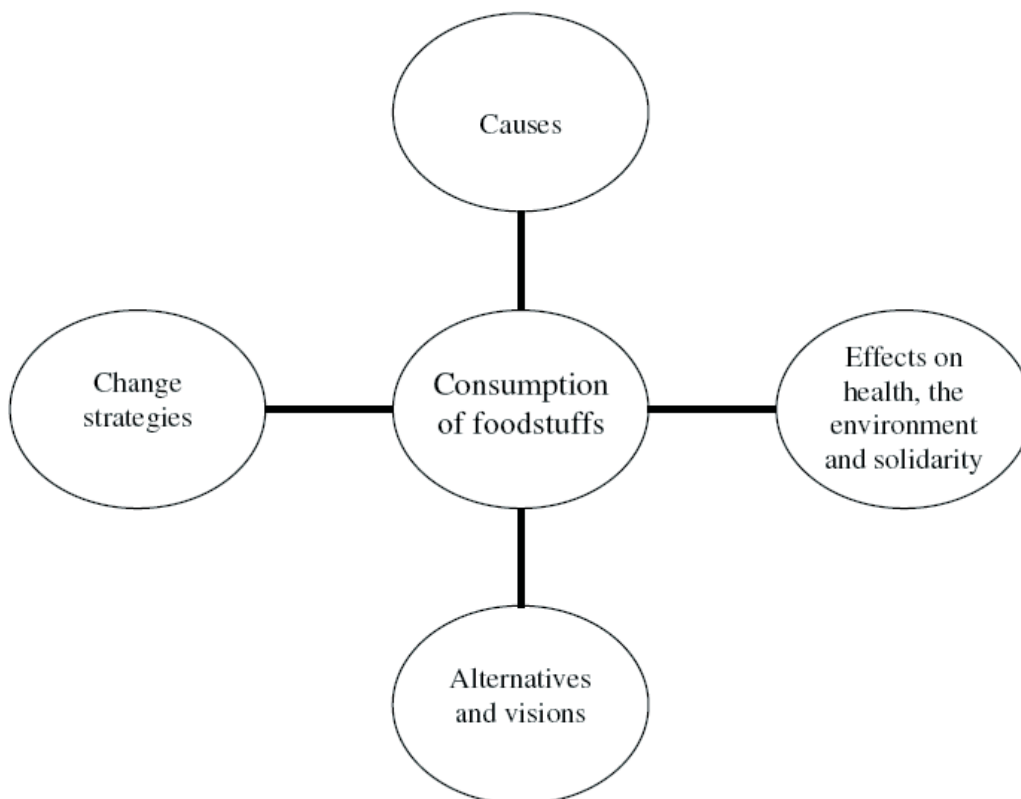 Causes
Change
strategies
Consumption
of foodstuffs
Effects on
health, the
environment
and solidarity
Alternatives
and visions